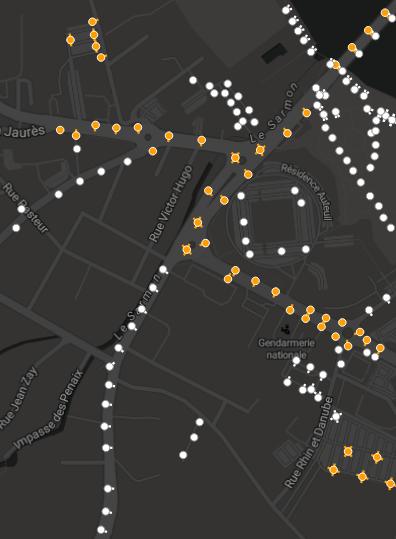 Le Sarmon
Jaurès
Résidence Auteuil
Rue Victor Hugo
Rue Pasteur
Le Sarmon
Gendarmerie
nationale
Rue Jean Zay
Impasse des Penaix
Rue Rhin et Danube